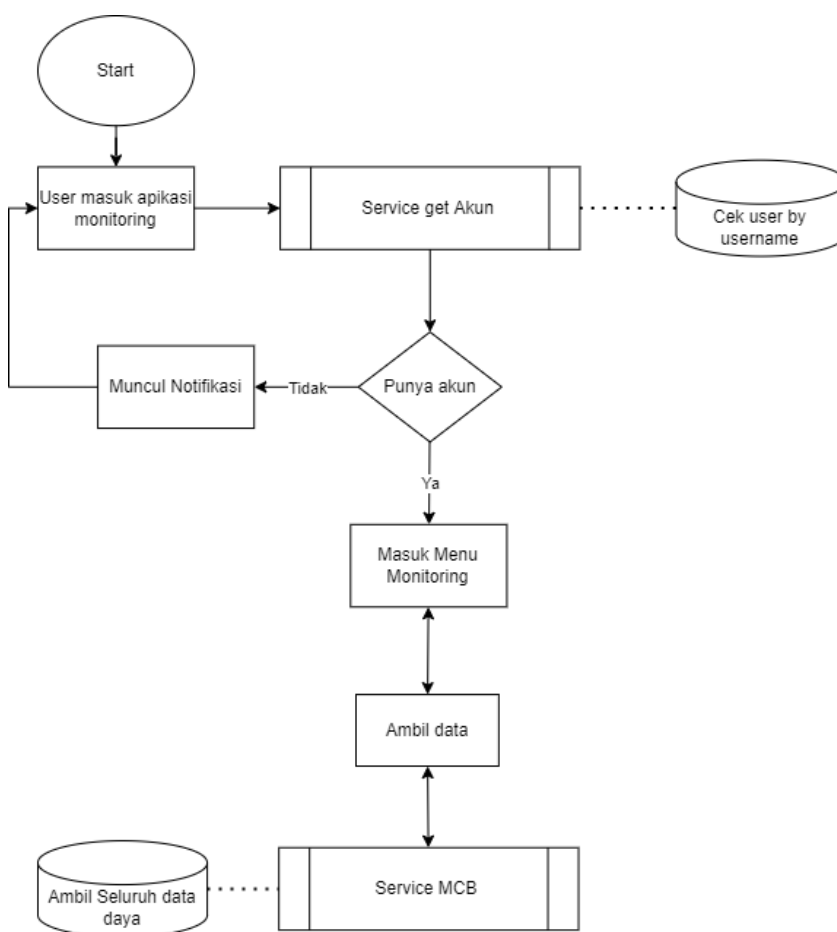 Start
User masuk apikasi
monitoring
Service get Akun
Cek user by
username
Muncul Notifikasi
Tidak
Punya akun
Ya
Masuk Menu
Monitoring
Ambil data
Ambil Seluruh data
daya
Service MCB